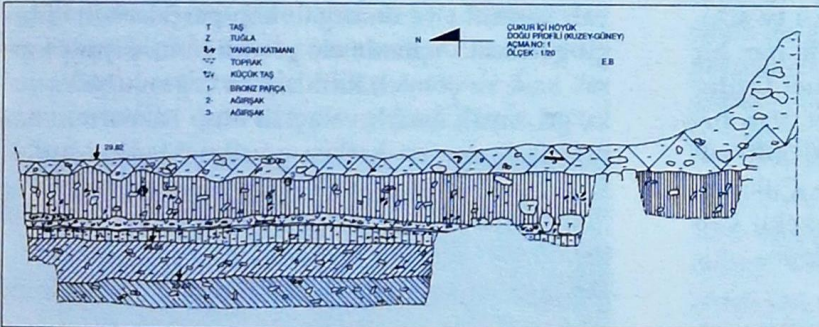 T TAŞ
Z TUĞLA
YANGIN KATMANI
TOPRAK
KÜÇÜK TAŞ
1- BRONZ PARÇA
2- AĞIRŞAK
3- AĞIRŞAK
N
ÇUKUR İÇİ HÖYÜK
DOĞU PROFİLİ (KUZEY-GÜNEY)
AÇMA NO: 1
ÖLÇEK - 1/20
E.B
29.82
T
T